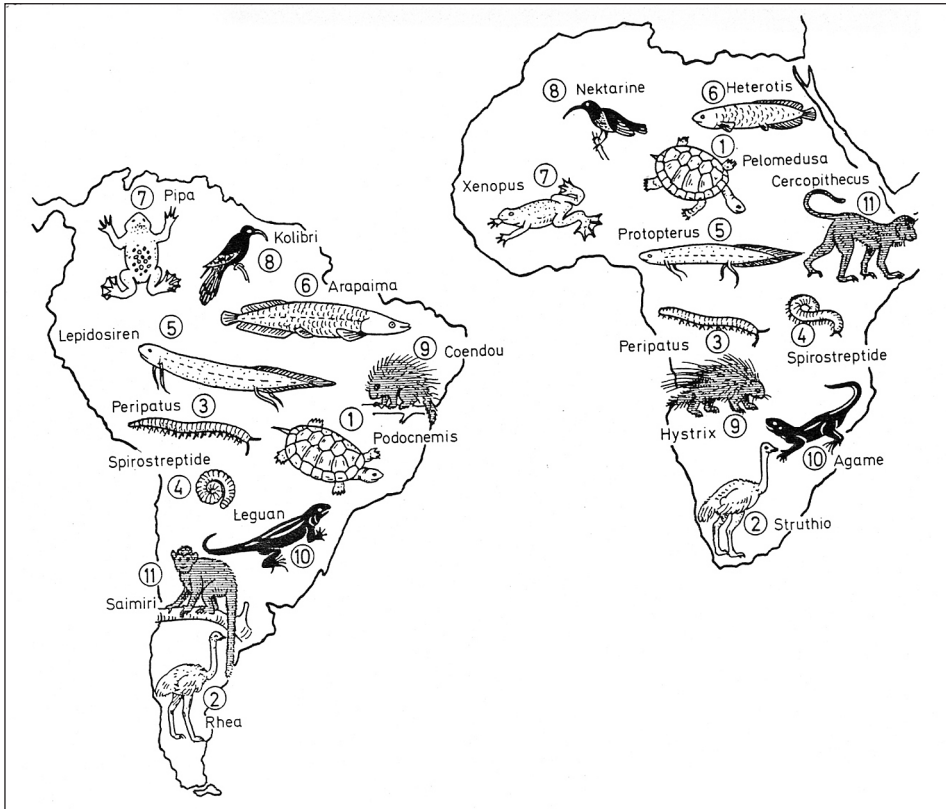 ⑦ Pipa
Kolibri
⑧
⑥ Arapaima
Lepidosiren ⑤
⑨ Coendou
Peripatus ③
① Podocnemis
Spirostreptide
④
Leguan
⑩
⑪
Saimiri
②
Rhea
⑧ Nektarine
⑥ Heterotis
①
Pelomedusa
Xenopus ⑦
Cercopithecus
⑪
Protopterus ⑤
Peripatus ③
④
Spirostreptide
Hystrix ⑨
⑩ Agame
② Struthio